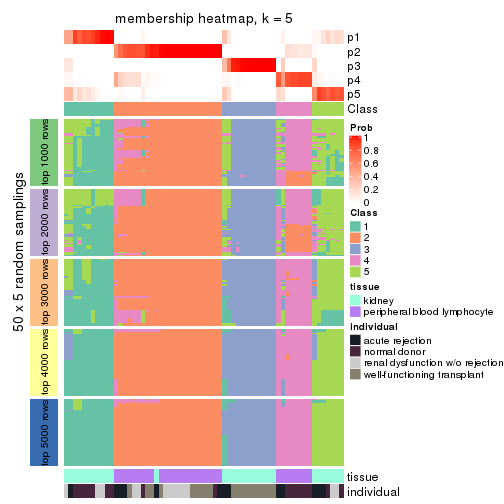 membership heatmap, k = 5
p1
p2
p3
p4
p5
Class
50 x 5 random samplings
top 1000 rows
top 2000 rows
top 3000 rows
top 4000 rows
top 5000 rows
Prob
1
0.8
0.6
0.4
0.2
0
Class
1
2
3
4
5
tissue
kidney
peripheral blood lymphocyte
individual
acute rejection
normal donor
renal dysfunction w/o rejection
well-functioning transplant
tissue
individual